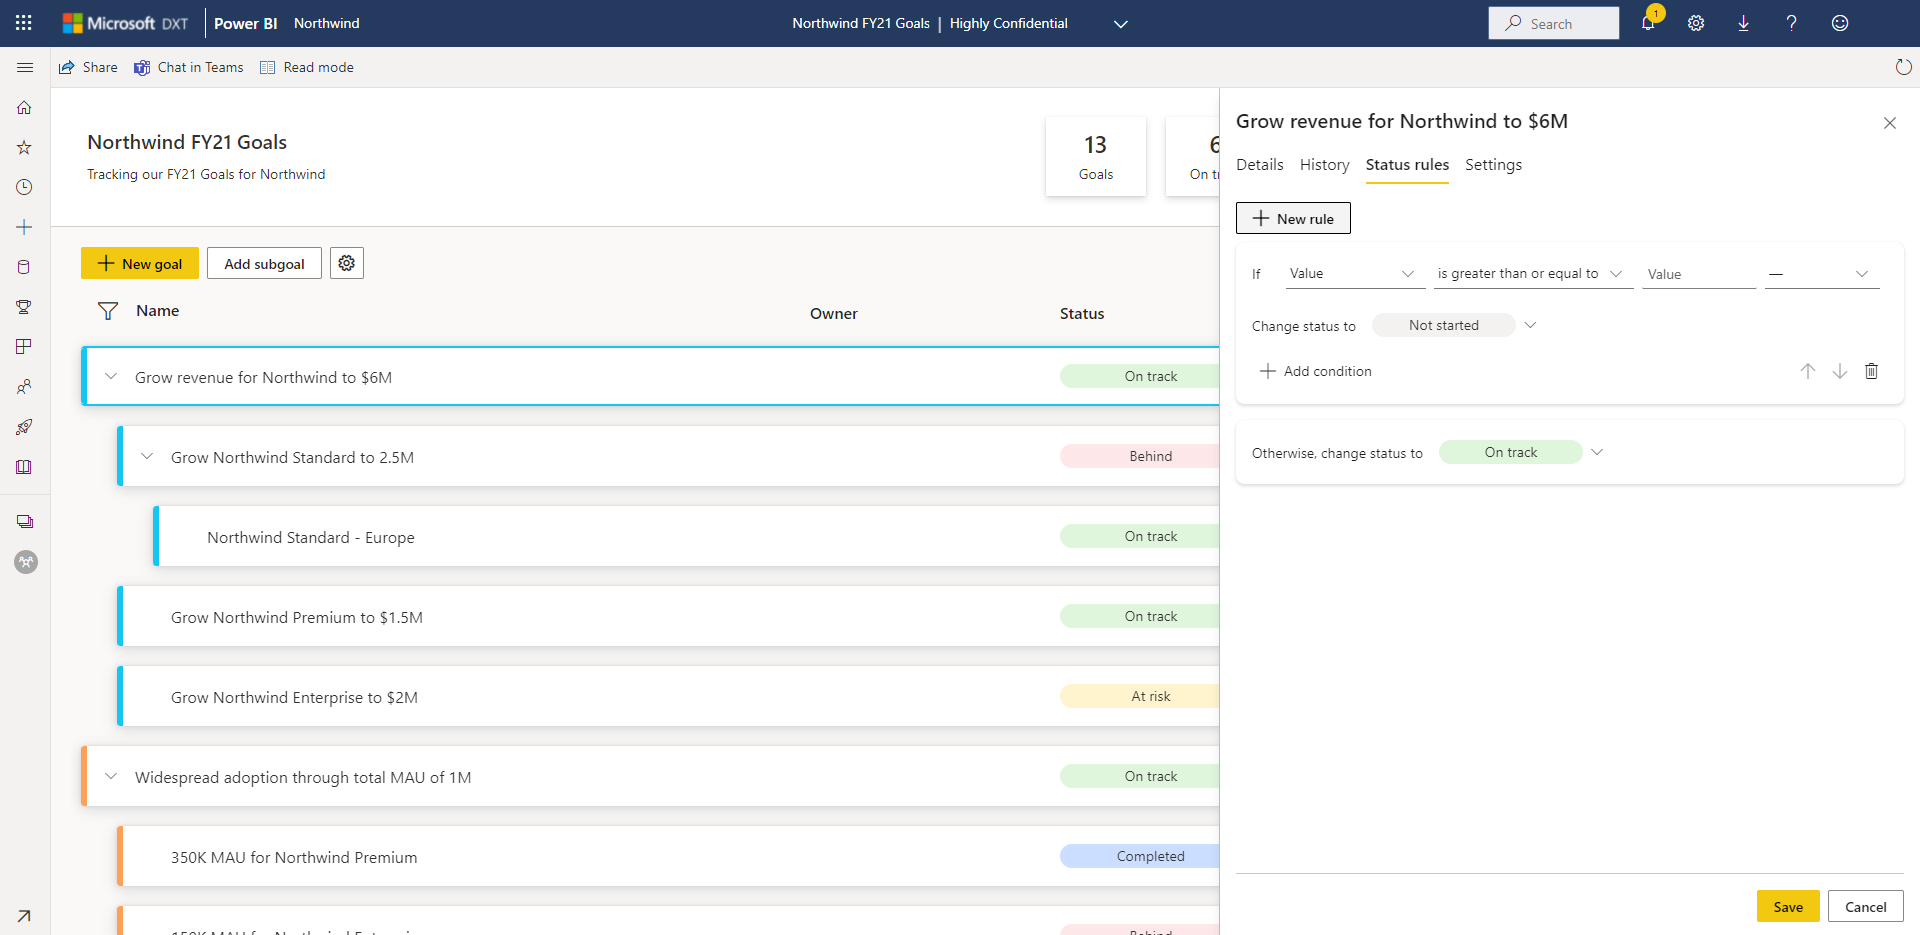 Microsoft DXT Power BI Northwind
Northwind FY21 Goals | Highly Confidential
Search
1
?
Share Chat in Teams Read mode
Northwind FY21 Goals
Tracking our FY21 Goals for Northwind
13
Goals
6
New goal Add subgoal
Name Owner Status
Grow revenue for Northwind to $6M On track
Grow Northwind Standard to 2.5M Behind
Northwind Standard - Europe On track
Grow Northwind Premium to $1.5M On track
Grow Northwind Enterprise to $2M At risk
Widespread adoption through total MAU of 1M On track
350K MAU for Northwind Premium Completed
Grow revenue for Northwind to $6M
Details History Status rules Settings
New rule
If Value is greater than or equal to Value —
Change status to Not started
Add condition
Otherwise, change status to On track
Save Cancel